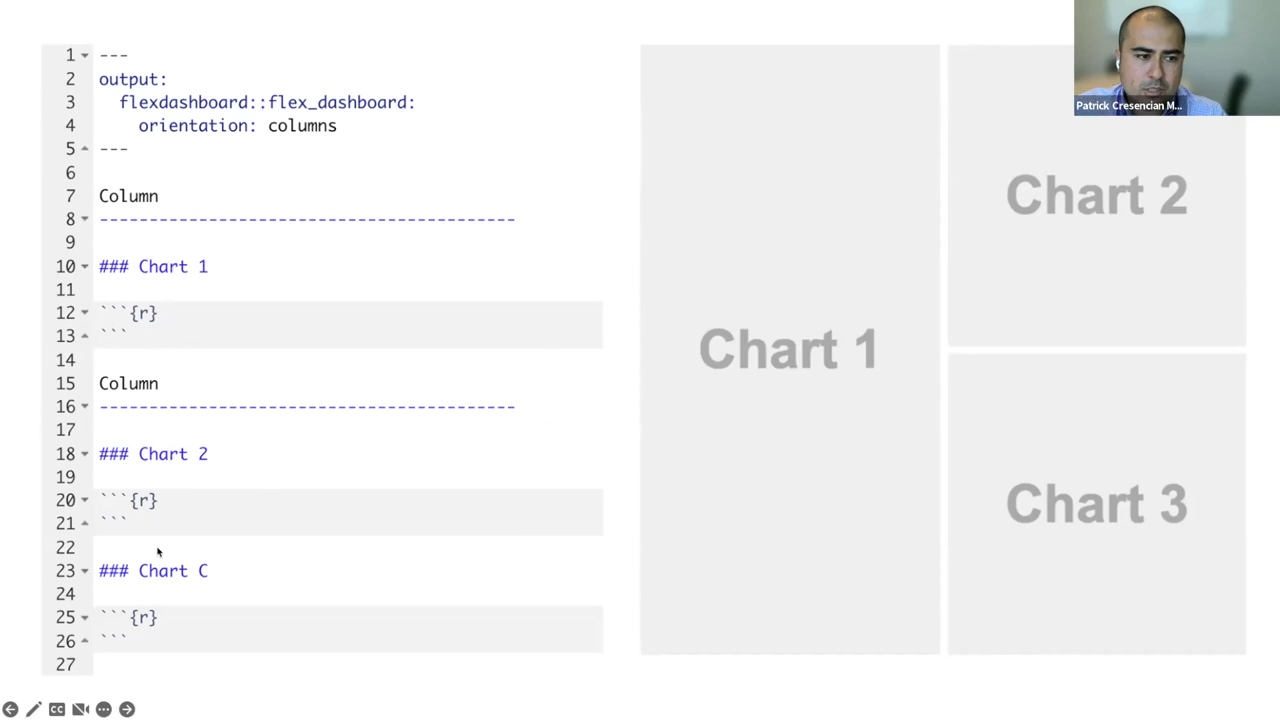 1 ---
2 output:
3 flexdashboard::flex_dashboard:
4 orientation: columns
5 ---
6
7 Column
8 -----------------------------------------
9
10 ### Chart 1
11
12 ```{r}
13 ```
14
15 Column
16 -----------------------------------------
17
18 ### Chart 2
19
20 ```{r}
21 ```
22
23 ### Chart C
24
25 ```{r}
26 ```
27
Chart 1
Chart 2
Chart 3
Patrick Cresencian M...
CC